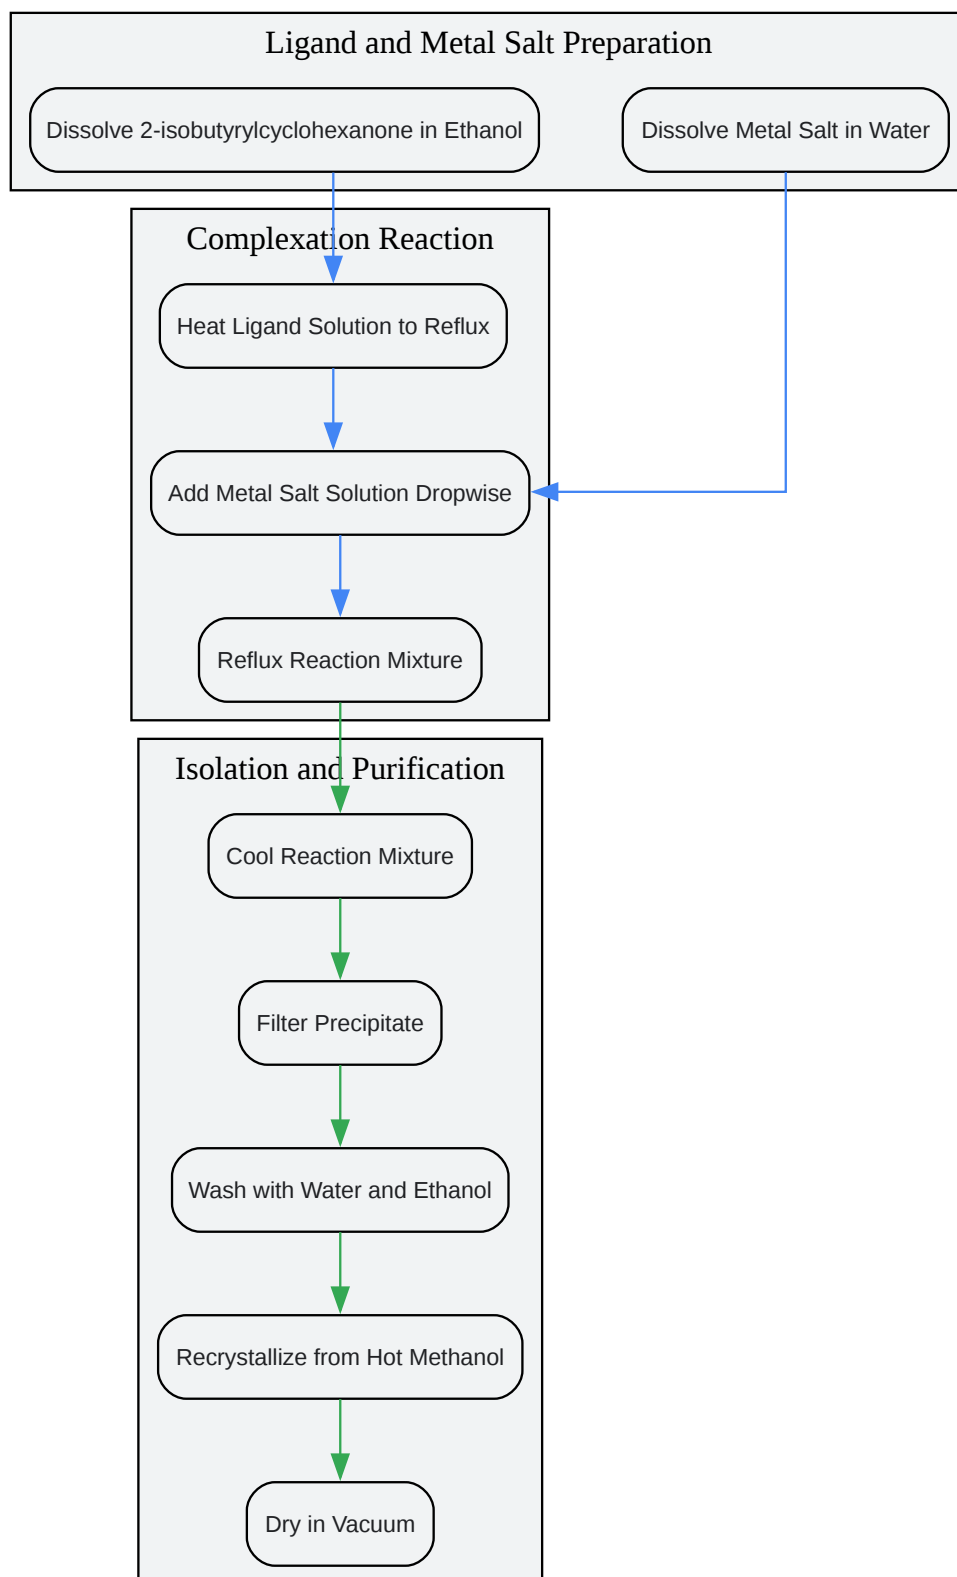 Ligand and Metal Salt Preparation
Dissolve 2-isobutyrylcyclohexanone in Ethanol
Dissolve Metal Salt in Water
Complexation Reaction
Heat Ligand Solution to Reflux
Add Metal Salt Solution Dropwise
Reflux Reaction Mixture
Isolation and Purification
Cool Reaction Mixture
Filter Precipitate
Wash with Water and Ethanol
Recrystallize from Hot Methanol
Dry in Vacuum